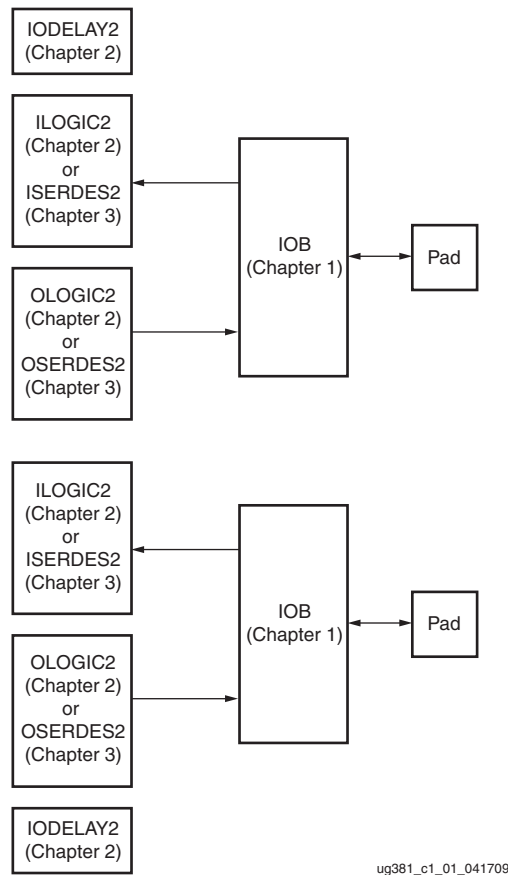 IODELAY2
(Chapter 2)
ILOGIC2
(Chapter 2)
or
ISERDES2
(Chapter 3)
OLOGIC2
(Chapter 2)
or
OSERDES2
(Chapter 3)
IOB
(Chapter 1)
Pad
ILOGIC2
(Chapter 2)
or
ISERDES2
(Chapter 3)
OLOGIC2
(Chapter 2)
or
OSERDES2
(Chapter 3)
IOB
(Chapter 1)
Pad
IODELAY2
(Chapter 2)
ug381_c1_01_041709